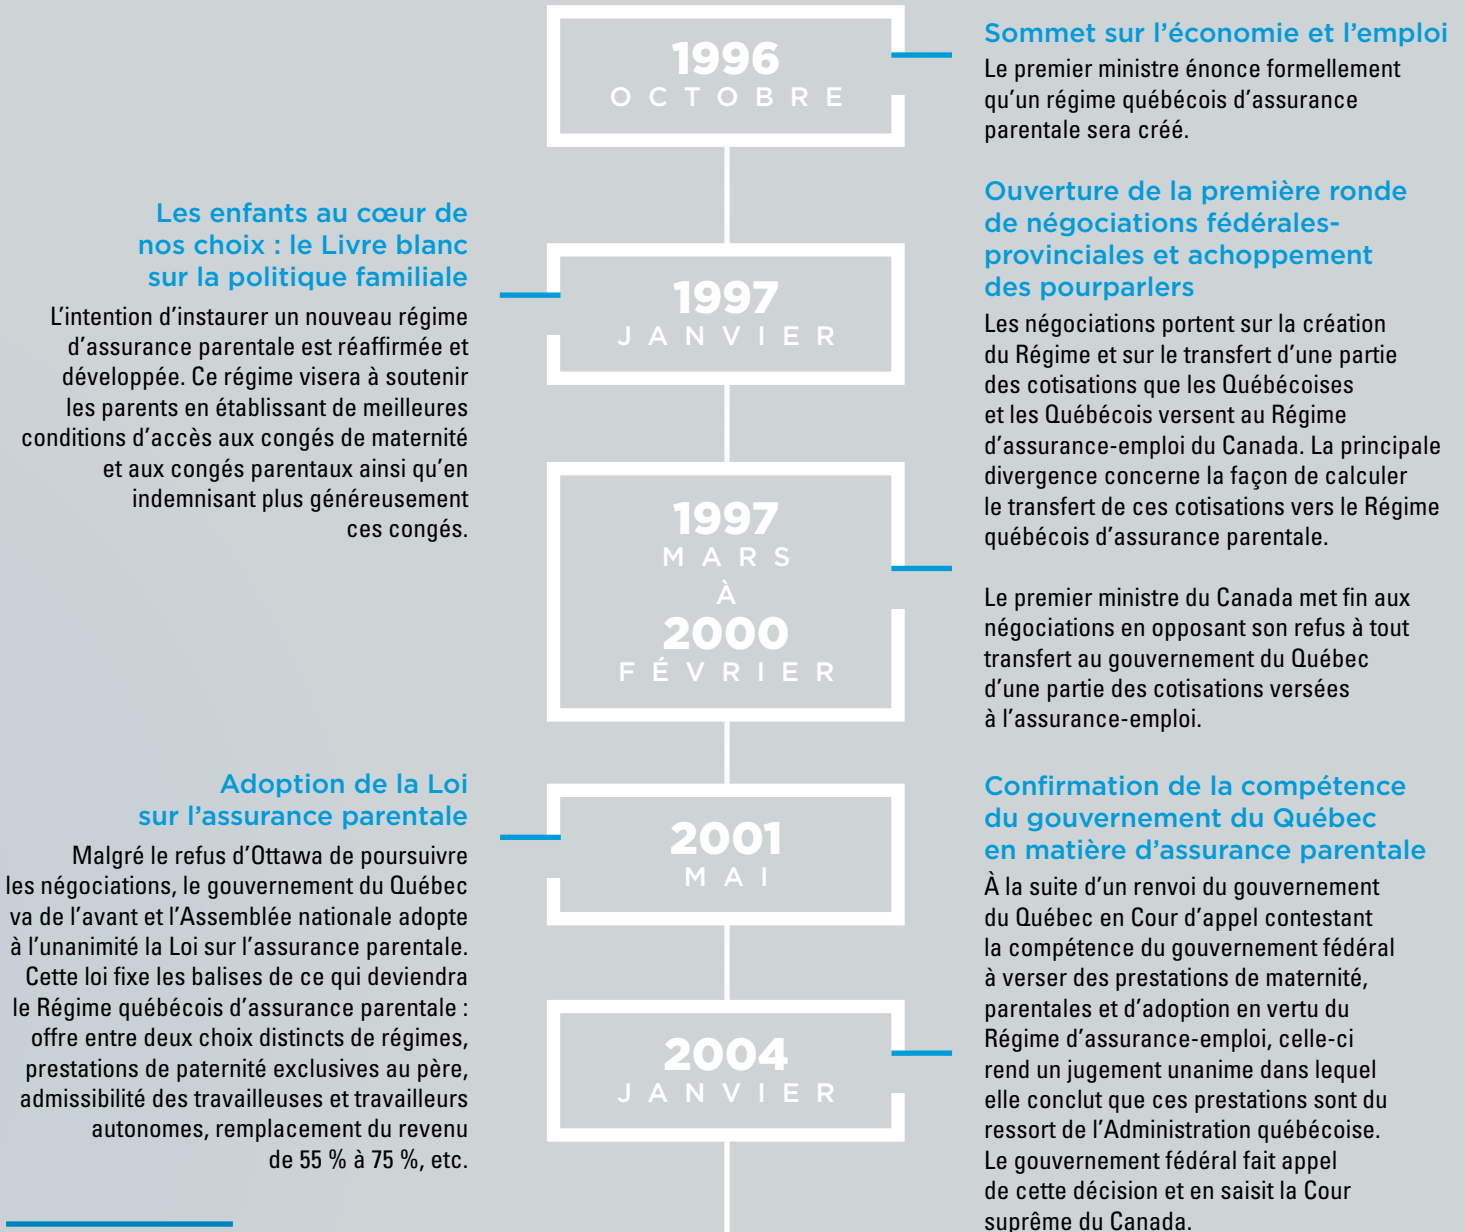 1996
OCTOBRE
Sommet sur l’économie et l’emploi
Le premier ministre énonce formellement
qu’un régime québécois d’assurance
parentale sera créé.
Les enfants au cœur de
nos choix : le Livre blanc
sur la politique familiale
L’intention d’instaurer un nouveau régime
d’assurance parentale est réaffirmée et
développée. Ce régime visera à soutenir
les parents en établissant de meilleures
conditions d’accès aux congés de maternité
et aux congés parentaux ainsi qu’en
indemnisant plus généreusement
ces congés.
1997
JANVIER
Ouverture de la première ronde
de négociations fédérales-
provinciales et achoppement
des pourparlers
Les négociations portent sur la création
du Régime et sur le transfert d’une partie
des cotisations que les Québécoises
et les Québécois versent au Régime
d’assurance-emploi du Canada. La principale
divergence concerne la façon de calculer
le transfert de ces cotisations vers le Régime
québécois d’assurance parentale.
Le premier ministre du Canada met fin aux
négociations en opposant son refus à tout
transfert au gouvernement du Québec
d’une partie des cotisations versées
à l’assurance-emploi.
1997
MARS
À
2000
FÉVRIER
Adoption de la Loi
sur l’assurance parentale
Malgré le refus d’Ottawa de poursuivre
les négociations, le gouvernement du Québec
va de l’avant et l’Assemblée nationale adopte
à l’unanimité la Loi sur l’assurance parentale.
Cette loi fixe les balises de ce qui deviendra
le Régime québécois d’assurance parentale :
offre entre deux choix distincts de régimes,
prestations de paternité exclusives au père,
admissibilité des travailleuses et travailleurs
autonomes, remplacement du revenu
de 55 % à 75 %, etc.
2001
MAI
Confirmation de la compétence
du gouvernement du Québec
en matière d’assurance parentale
À la suite d’un renvoi du gouvernement
du Québec en Cour d’appel contestant
la compétence du gouvernement fédéral
à verser des prestations de maternité,
parentales et d’adoption en vertu du
Régime d’assurance-emploi, celle-ci
rend un jugement unanime dans lequel
elle conclut que ces prestations sont du
ressort de l’Administration québécoise.
Le gouvernement fédéral fait appel
de cette décision et en saisit la Cour
suprême du Canada.
2004
JANVIER